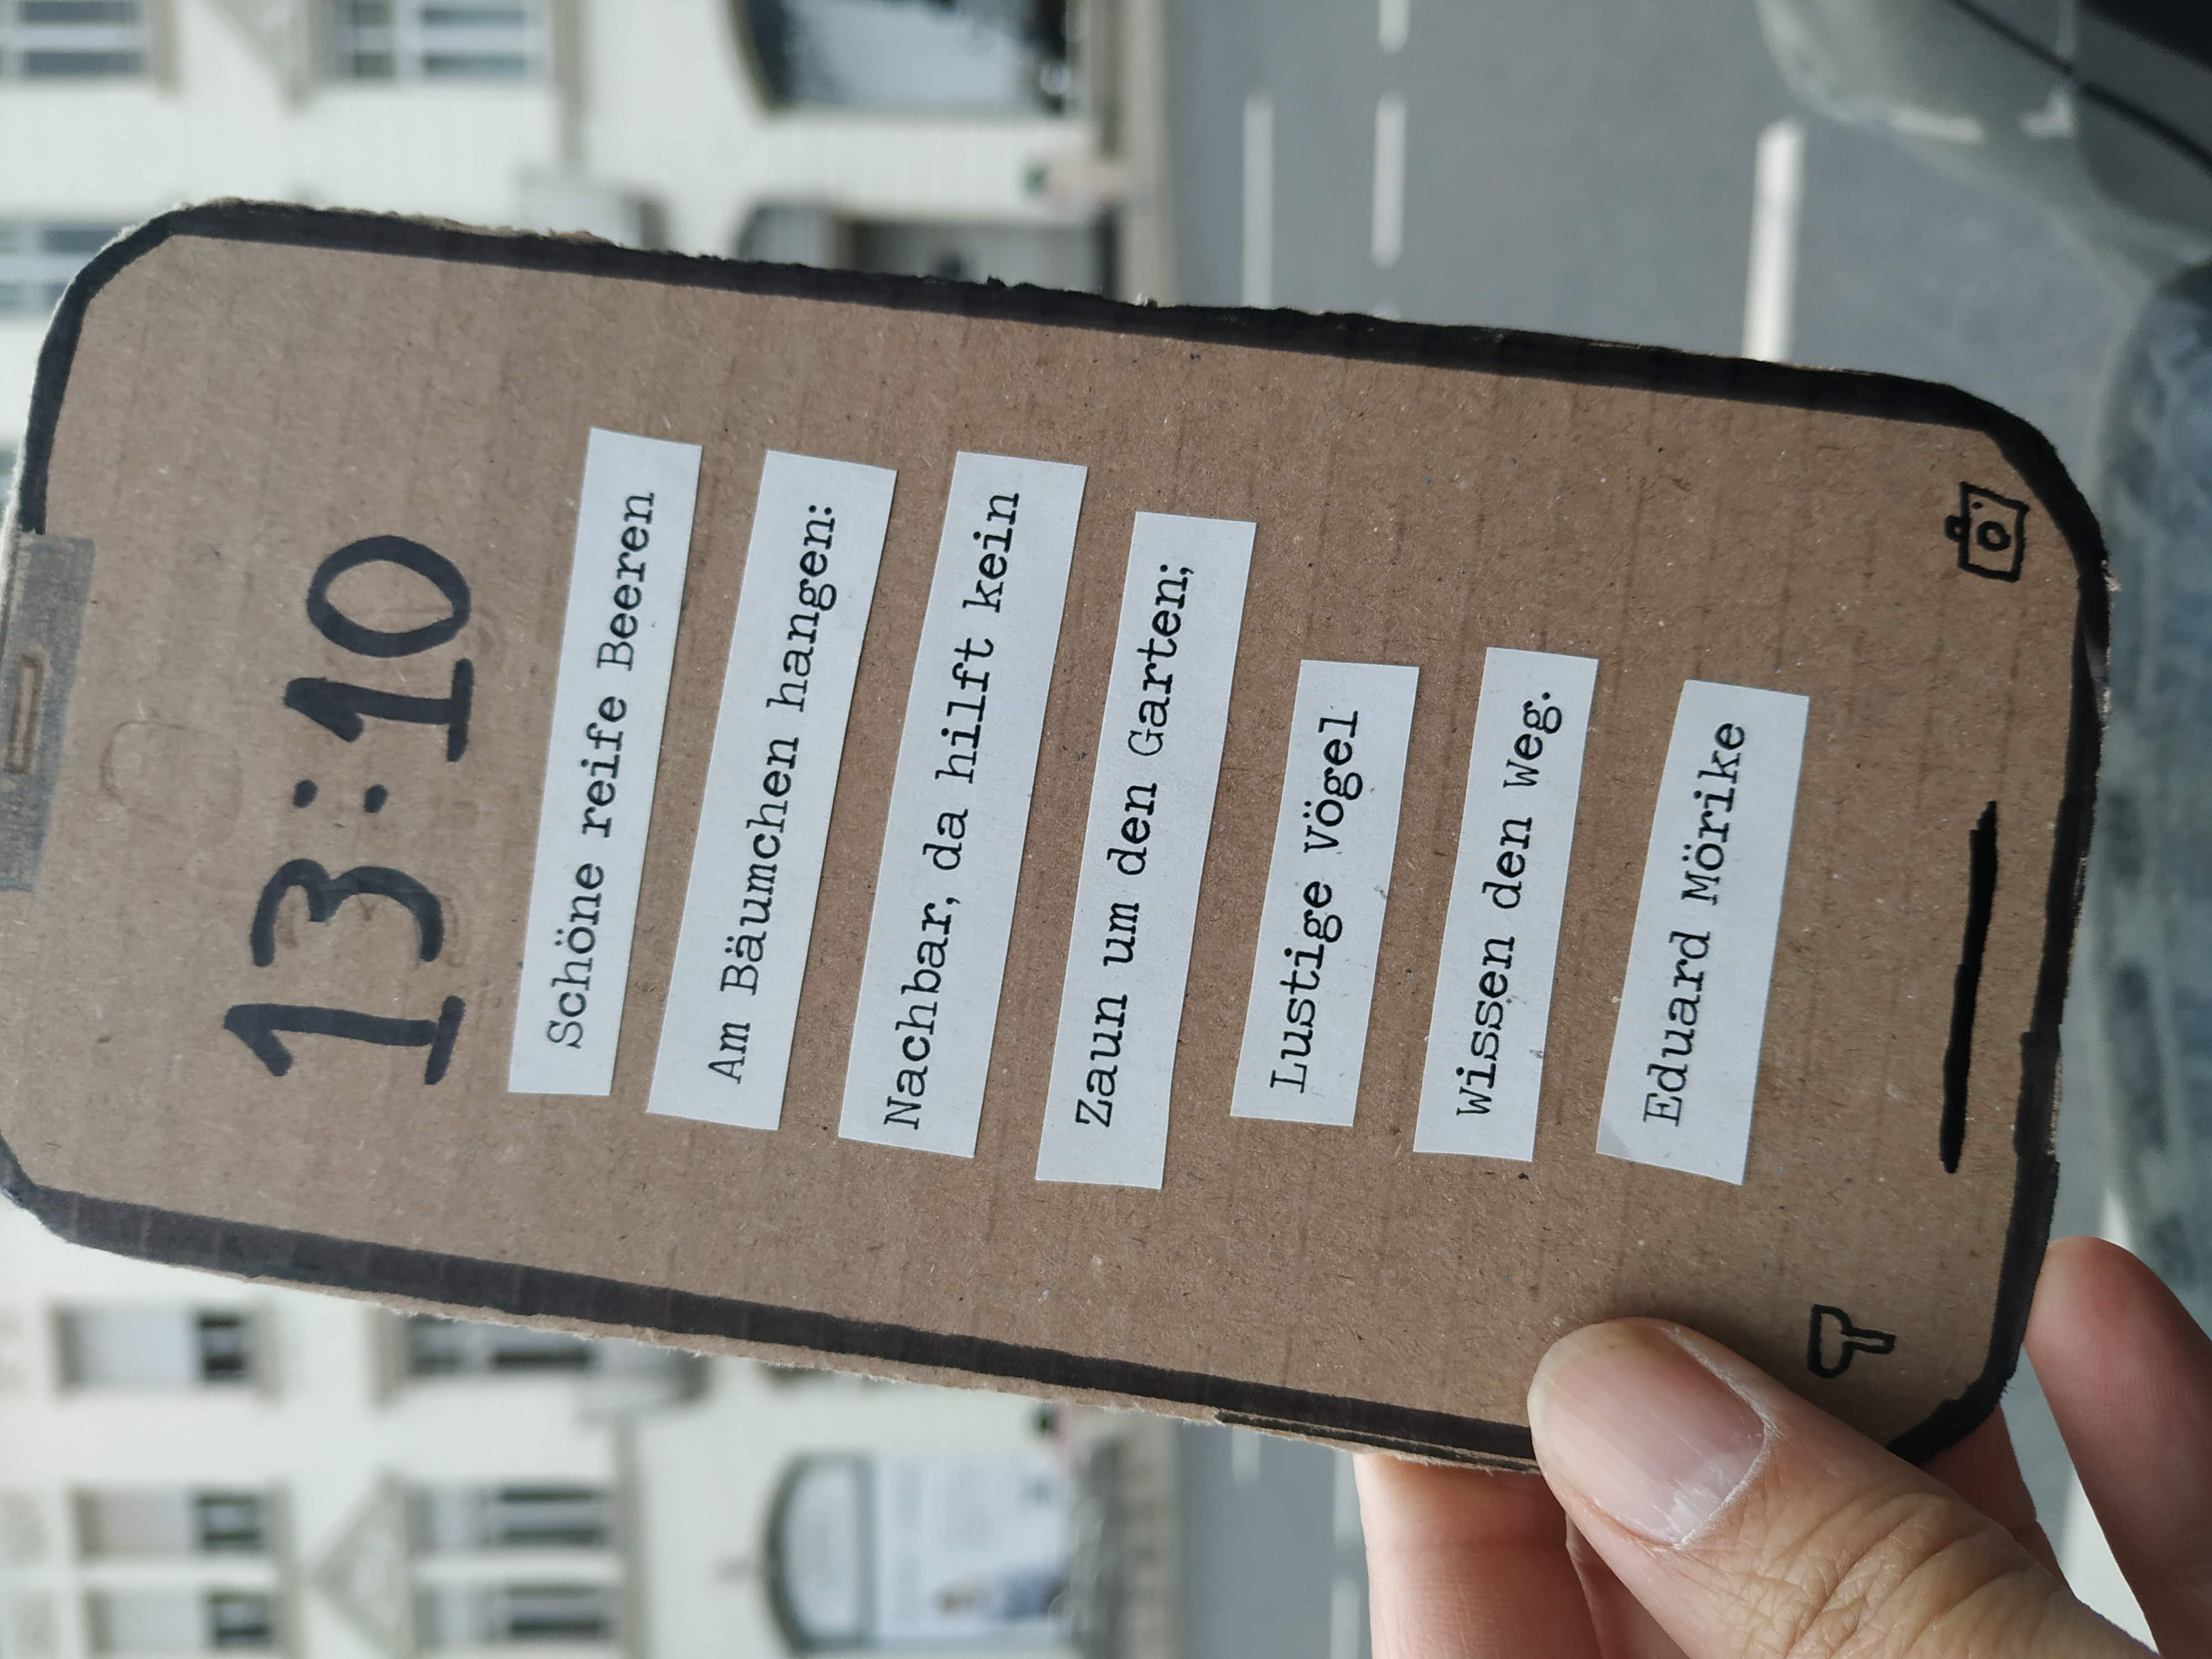 13:10
Schöne reife Beeren
Am Bäumchen hangen:
Nachbar, da hilft kein
Zaun um den Garten;
Lustige Vögel
Wissen den Weg.
Eduard Mörike